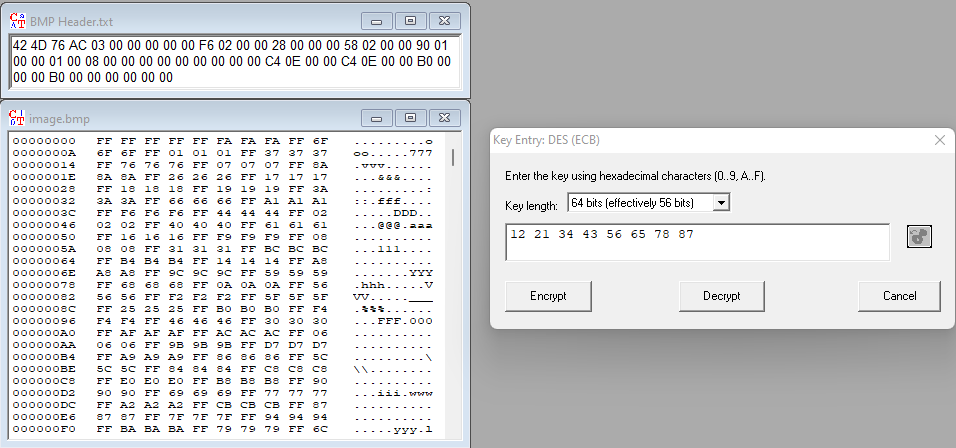 BMP Header.txt
42 4D 76 AC 03 00 00 00 00 00 F6 02 00 00 28 00 00 00 58 02 00 00 90 01
00 00 01 00 08 00 00 00 00 00 00 00 00 00 C4 0E 00 00 C4 0E 00 00 B0 00
00 00 B0 00 00 00 00 00 00 00
image.bmp
00000000 FF FF FF FF FF FA FA FA FF 6F .........o
0000000A 6F 6F FF 01 01 01 FF 37 37 37 oo.....777
00000014 FF 76 76 76 FF 07 07 07 FF 8A .vvv......
0000001E 8A 8A FF 26 26 26 FF 17 17 17 ...&&&....
00000028 FF 18 18 18 FF 19 19 19 FF 3A .........:
00000032 3A 3A FF 66 66 66 FF A1 A1 A1 ::.fff....
0000003C FF F6 F6 F6 FF 44 44 44 FF 02 .....DDD..
00000046 02 02 FF 40 40 40 FF 61 61 61 ...@@@.aaa
00000050 FF 16 16 16 FF F9 F9 F9 FF 08 ..........
0000005A 08 08 FF 31 31 31 FF BC BC BC ...111....
00000064 FF B4 B4 B4 FF 14 14 14 FF A8 ..........
0000006E A8 A8 FF 9C 9C 9C FF 59 59 59 .......YYY
00000078 FF 68 68 68 FF 0A 0A 0A FF 56 .hhh.....V
00000082 56 56 FF F2 F2 F2 FF 5F 5F 5F VV.....___
0000008C FF 25 25 25 FF B0 B0 B0 FF F4 .%%%......
00000096 F4 F4 FF 46 46 46 FF 30 30 30 ...FFF.000
000000A0 FF AF AF AF FF AC AC AC FF 06 ..........
000000AA 06 06 FF 9B 9B 9B FF D7 D7 D7 ..........
000000B4 FF A9 A9 A9 FF 86 86 86 FF 5C .........\
000000BE 5C 5C FF 84 84 84 FF C8 C8 C8 \\........
000000C8 FF E0 E0 E0 FF B8 B8 B8 FF 90 ..........
000000D2 90 90 FF 69 69 69 FF 77 77 77 ...iii.www
000000DC FF A2 A2 A2 FF CB CB CB FF 87 ..........
000000E6 87 87 FF 7F 7F 7F FF 94 94 94 ..........
000000F0 FF BA BA BA FF 79 79 79 FF 6C .....yyy.l
Key Entry: DES (ECB)
Enter the key using hexadecimal characters (0..9, A..F).
Key length: 64 bits (effectively 56 bits)
12 21 34 43 56 65 78 87
Encrypt Decrypt Cancel